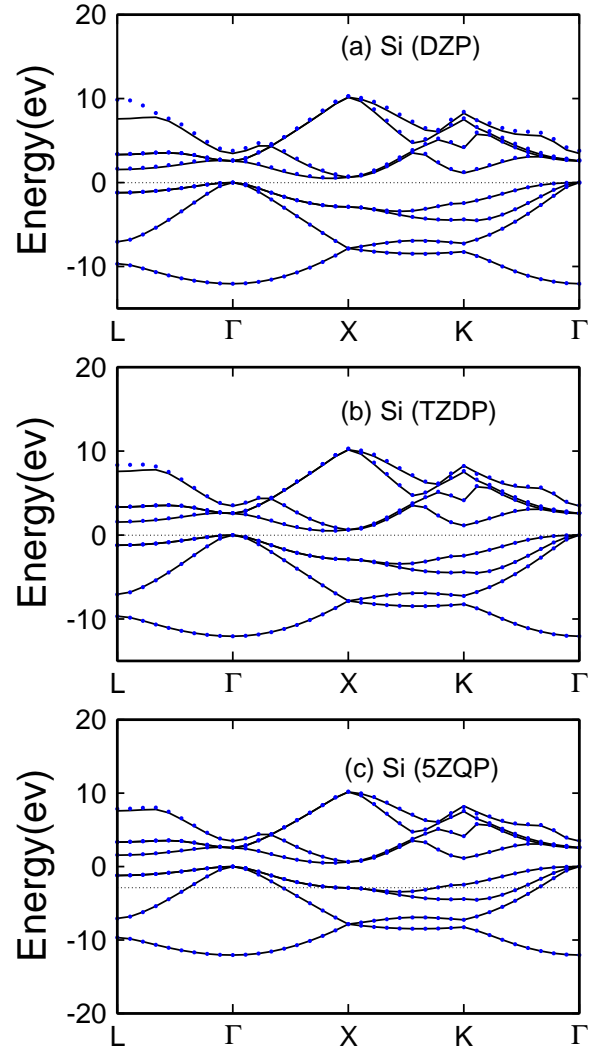 20
(a) Si (DZP)
10
Energy(ev)
0
-10
L Γ X K Γ
20
(b) Si (TZDP)
10
Energy(ev)
0
-10
L Γ X K Γ
20
(c) Si (5ZQP)
10
Energy(ev)
0
-10
-20
L Γ X K Γ